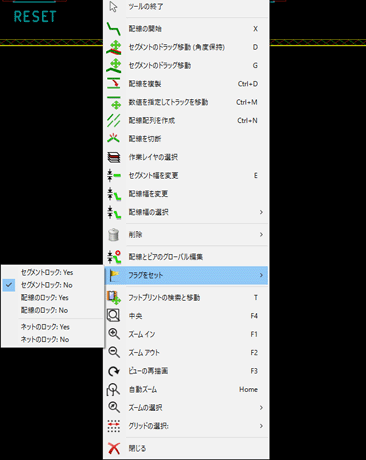 RESET
ツールの終了
配線の開始 X
セグメントのドラッグ移動 (角度保持) D
セグメントのドラッグ移動 G
配線を複製 Ctrl+D
数値を指定してトラックを移動 Ctrl+M
配線配列を作成 Ctrl+N
配線を切断
作業レイヤの選択
セグメント幅を変更 E
配線幅を変更
配線幅の選択
削除
配線とビアのグローバル編集
フラグをセット
セグメントロック: Yes
セグメントロック: No
配線のロック: Yes
配線のロック: No
ネットのロック: Yes
ネットのロック: No
フットプリントの検索と移動 T
中央 F4
ズーム イン F1
ズーム アウト F2
ビューの再描画 F3
自動ズーム Home
ズームの選択
グリッドの選択:
閉じる